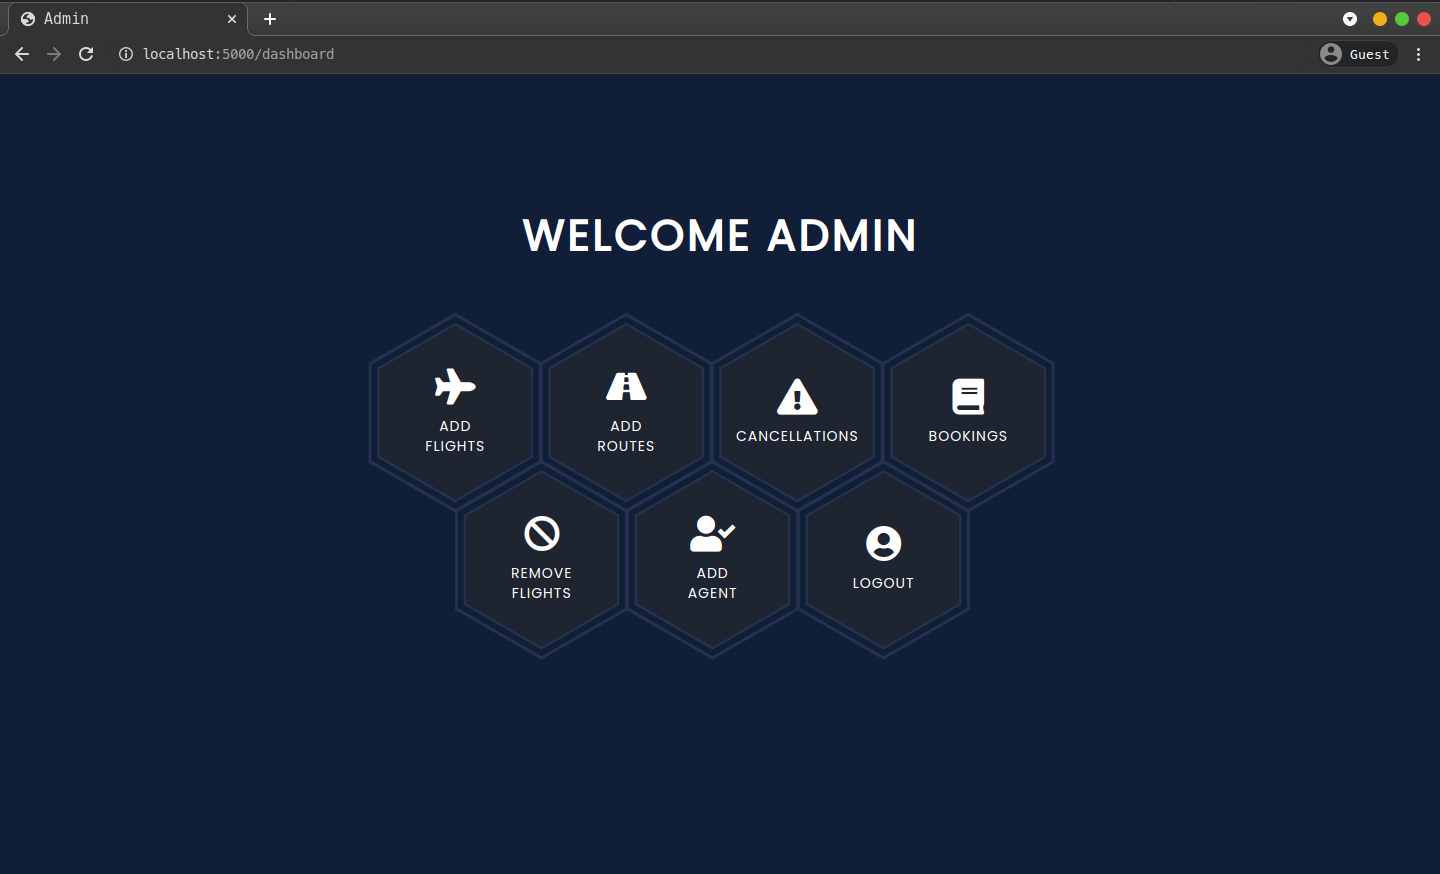 Admin
localhost:5000/dashboard
Guest
WELCOME ADMIN
ADD
FLIGHTS
ADD
ROUTES
CANCELLATIONS
BOOKINGS
REMOVE
FLIGHTS
ADD
AGENT
LOGOUT